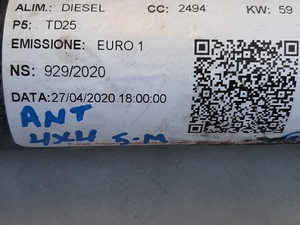 ALIM.: DIESEL CC: 2494 KW: 59
P5: TD25
EMISSIONE: EURO 1
NS: 929/2020
DATA:27/04/2020 18:00:00
ANT
4X4 5-M